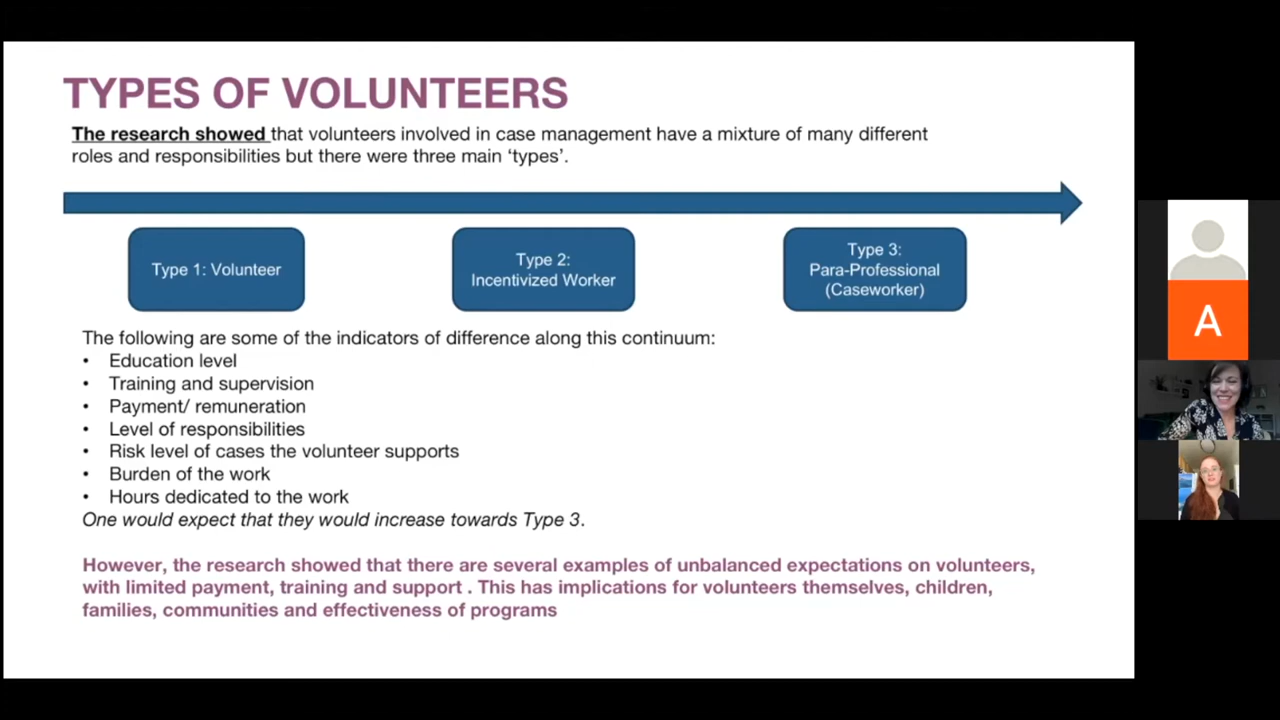 TYPES OF VOLUNTEERS
The research showed that volunteers involved in case management have a mixture of many different
roles and responsibilities but there were three main ‘types’.
Type 1: Volunteer
Type 2:
Incentivized Worker
Type 3:
Para-Professional
(Caseworker)
The following are some of the indicators of difference along this continuum:
• Education level
• Training and supervision
• Payment/ remuneration
• Level of responsibilities
• Risk level of cases the volunteer supports
• Burden of the work
• Hours dedicated to the work
One would expect that they would increase towards Type 3.
However, the research showed that there are several examples of unbalanced expectations on volunteers,
with limited payment, training and support . This has implications for volunteers themselves, children,
families, communities and effectiveness of programs
A